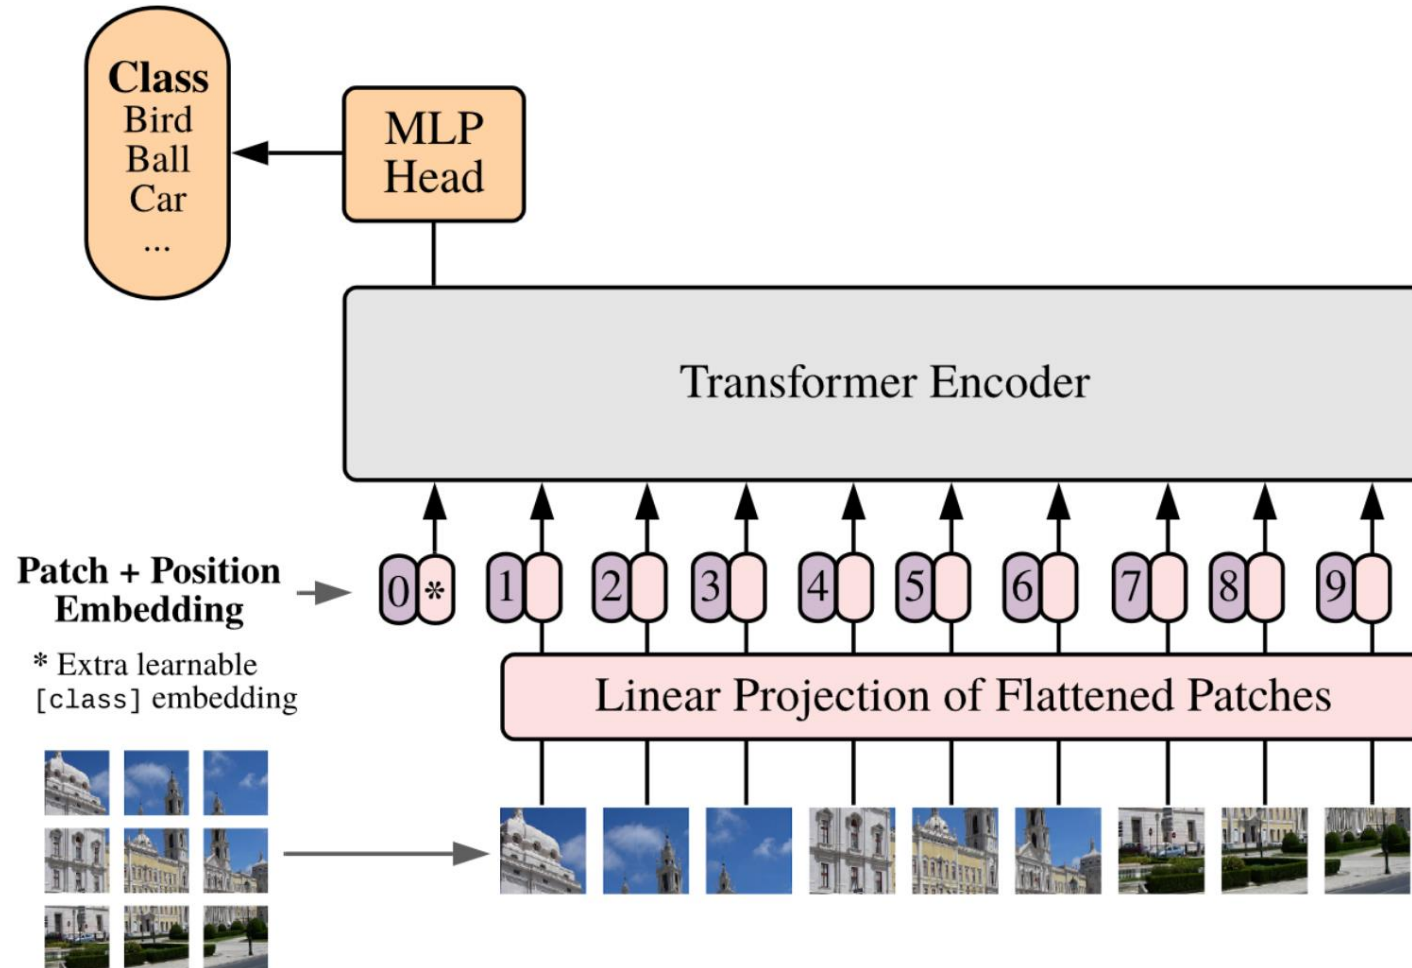 Class
Bird
Ball
Car
...
MLP
Head
Transformer Encoder
Patch + Position
Embedding
0 * 1 2 3 4 5 6 7 8 9
* Extra learnable
[class] embedding
Linear Projection of Flattened Patches